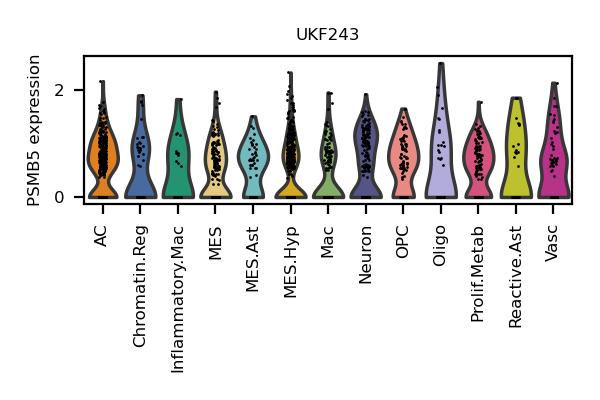 UKF243
PSMB5 expression
2
0
AC
Chromatin.Reg
Inflammatory.Mac
MES
MES.Ast
MES.Hyp
Mac
Neuron
OPC
Oligo
Prolif.Metab
Reactive.Ast
Vasc